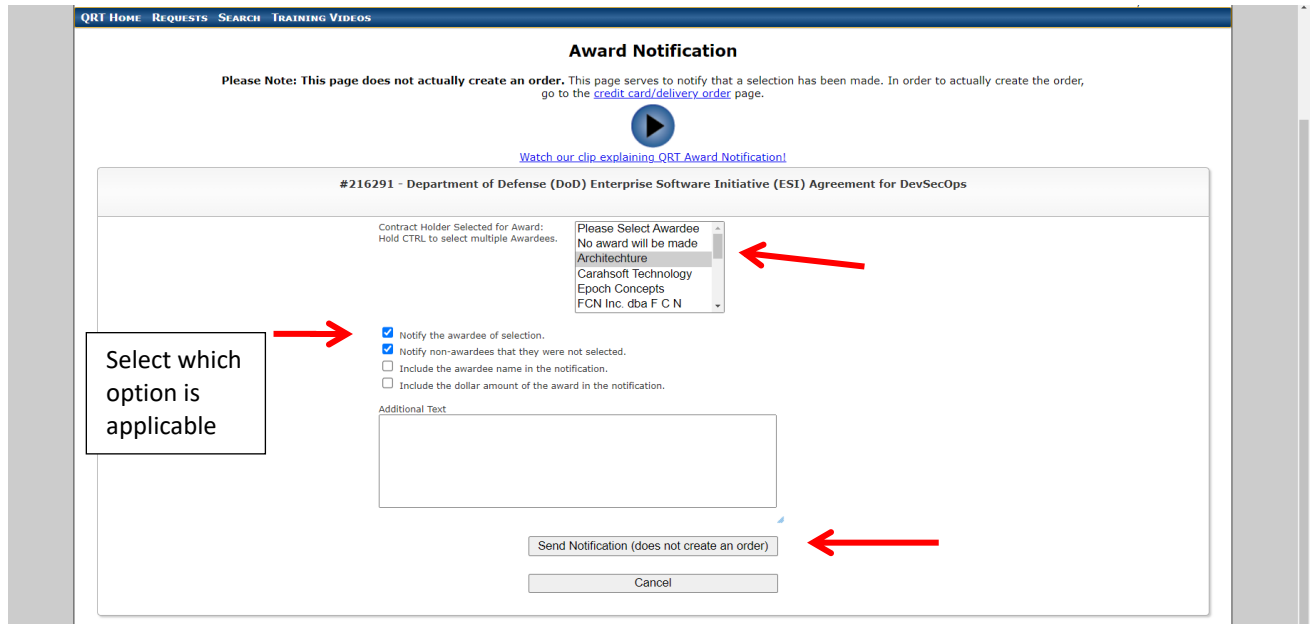 QRT HOME REQUESTS SEARCH TRAINING VIDEOS
Award Notification
Please Note: This page does not actually create an order. This page serves to notify that a selection has been made. In order to actually create the order,
go to the credit card/delivery order page.
Watch our clip explaining QRT Award Notification!
#216291 - Department of Defense (DoD) Enterprise Software Initiative (ESI) Agreement for DevSecOps
Contract Holder Selected for Award:
Hold CTRL to select multiple Awardees.
Please Select Awardee
No award will be made
Architechture
Carahsoft Technology
Epoch Concepts
FCN Inc. dba F C N
Select which
option is
applicable
Notify the awardee of selection.
Notify non-awardees that they were not selected.
Include the awardee name in the notification.
Include the dollar amount of the award in the notification.
Additional Text
Send Notification (does not create an order)
Cancel